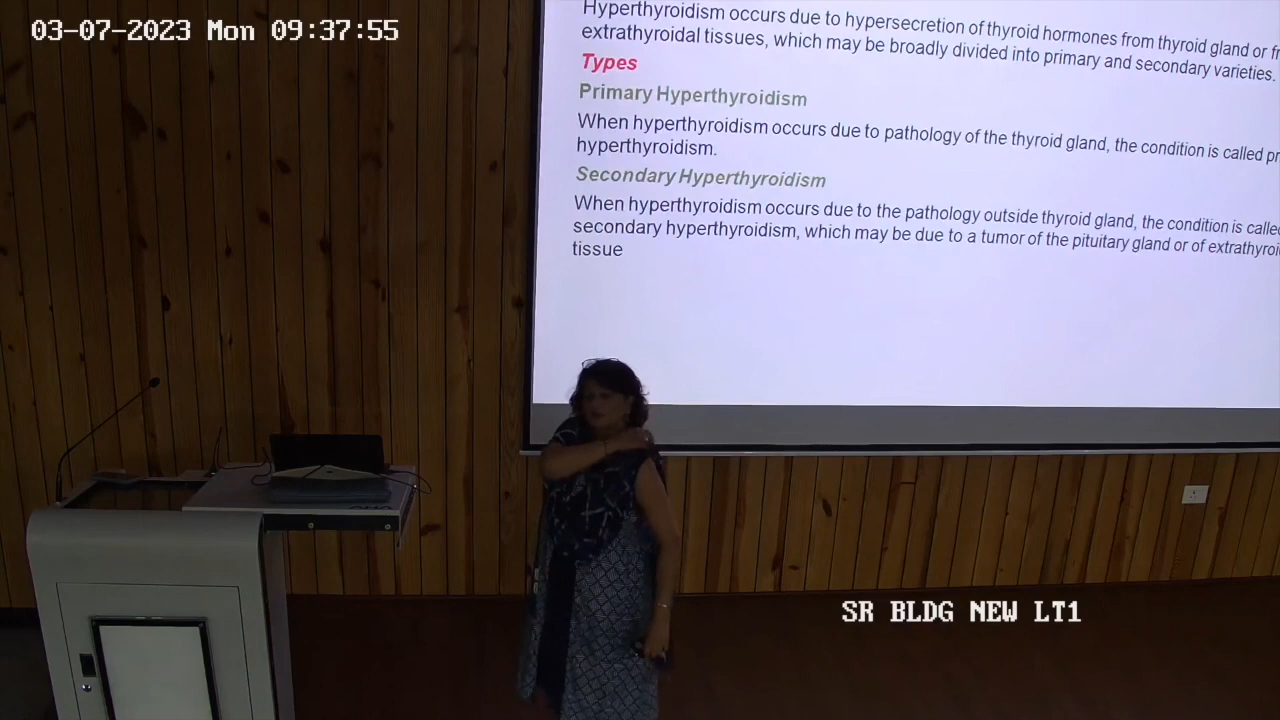 03-07-2023 Mon 09:37:55
Hyperthyroidism occurs due to hypersecretion of thyroid hormones from thyroid gland or
extrathyroidal tissues, which may be broadly divided into primary and secondary varieties.
Types
Primary Hyperthyroidism
When hyperthyroidism occurs due to pathology of the thyroid gland, the condition is called
hyperthyroidism.
Secondary Hyperthyroidism
When hyperthyroidism occurs due to the pathology outside thyroid gland, the condition is called
secondary hyperthyroidism, which may be due to a tumor of the pituitary gland or of
tissue
SR BLDG NEW LT1